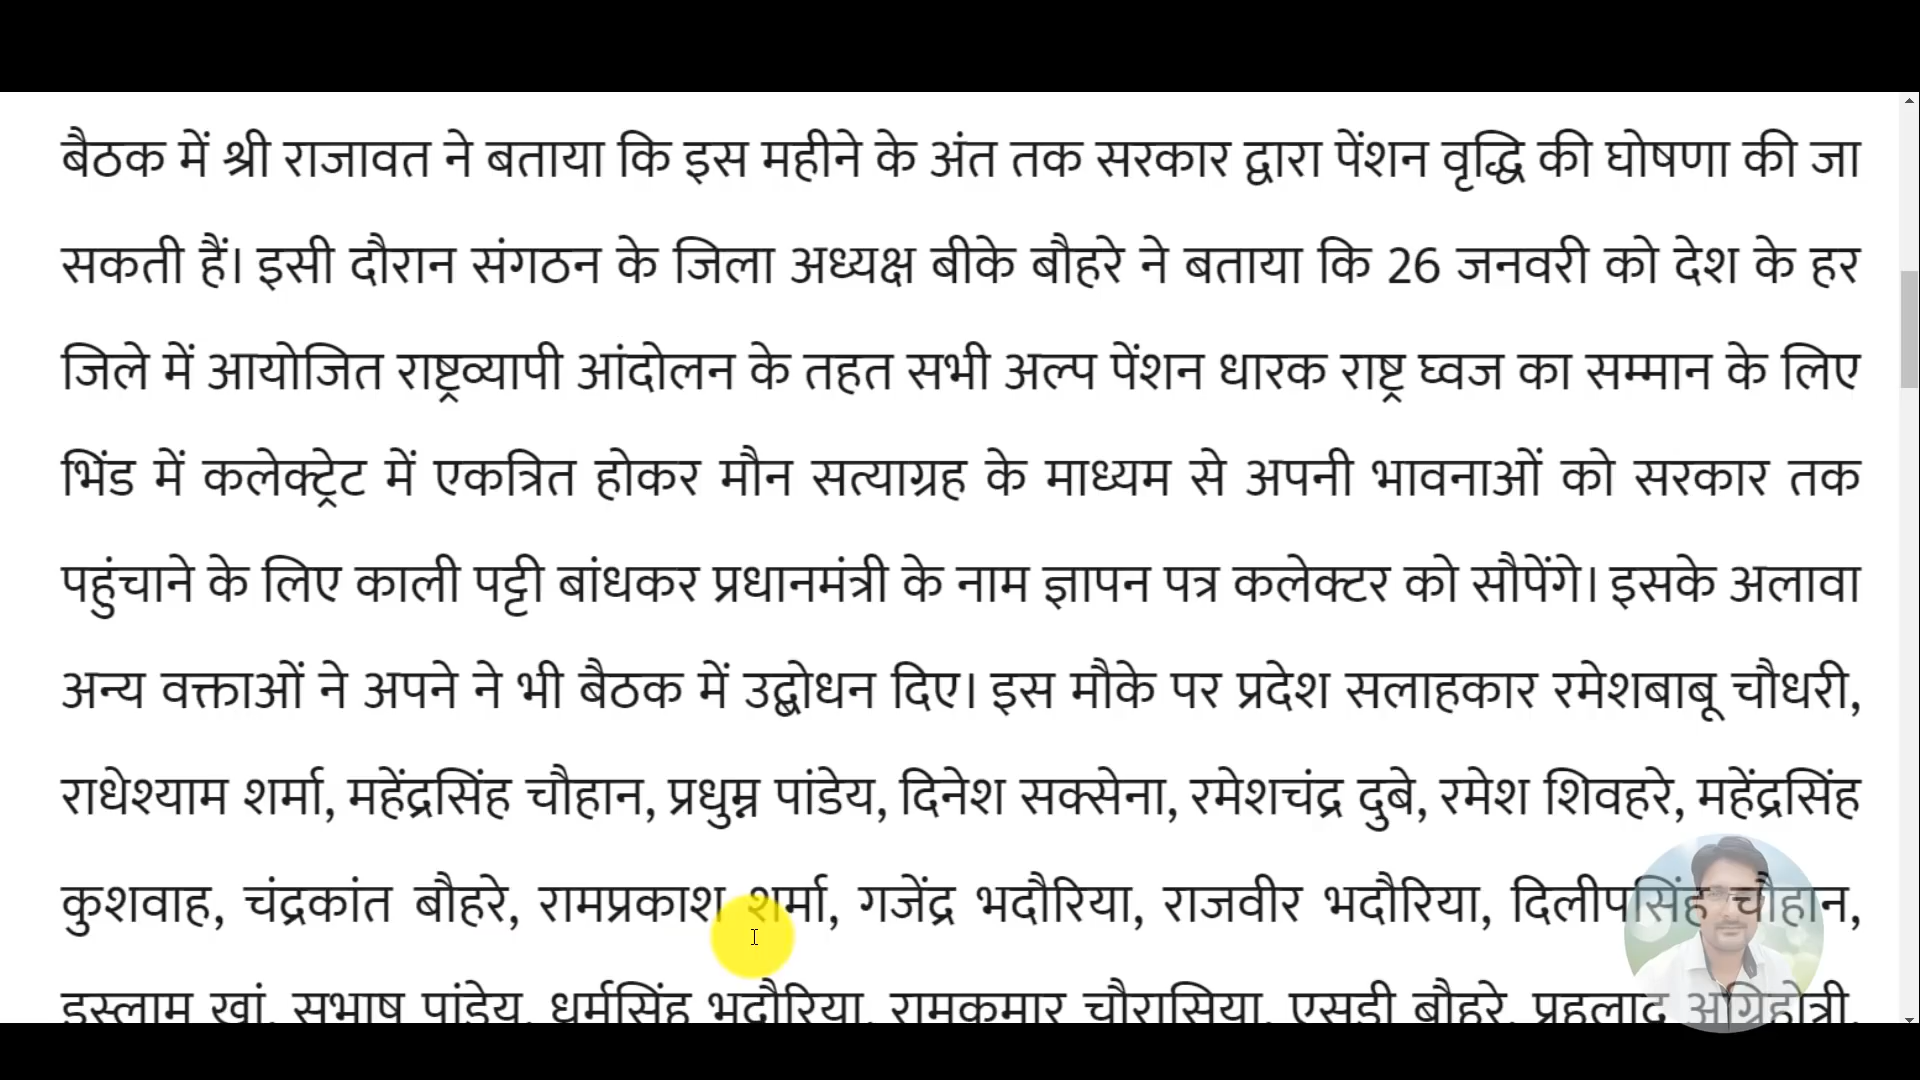 बैठक में श्री राजावत ने बताया कि इस महीने के अंत तक सरकार द्वारा पेंशन वृद्धि की घोषणा की जा
सकती हैं। इसी दौरान संगठन के जिला अध्यक्ष बीके बौहरे ने बताया कि 26 जनवरी को देश के हर
जिले में आयोजित राष्ट्रव्यापी आंदोलन के तहत सभी अल्प पेंशन धारक राष्ट्र घ्वज का सम्मान के लिए
भिंड में कलेक्ट्रेट में एकत्रित होकर मौन सत्याग्रह के माध्यम से अपनी भावनाओं को सरकार तक
पहुंचाने के लिए काली पट्टी बांधकर प्रधानमंत्री के नाम ज्ञापन पत्र कलेक्टर को सौपेंगे। इसके अलावा
अन्य वक्ताओं ने अपने ने भी बैठक में उद्बोधन दिए। इस मौके पर प्रदेश सलाहकार रमेशबाबू चौधरी,
राधेश्याम शर्मा, महेंद्रसिंह चौहान, प्रधुम्न पांडेय, दिनेश सक्सेना, रमेशचंद्र दुबे, रमेश शिवहरे, महेंद्रसिंह
कुशवाह, चंद्रकांत बौहरे, रामप्रकाश शर्मा, गजेंद्र भदौरिया, राजवीर भदौरिया, दिलीपसिंह चौहान,
इस्लाम खां, सुभाष पांडेय, धर्मसिंह भदौरिया, रामकुमार चौरासिया, एसडी बौहरे, प्रहलाद अग्निहोत्री,